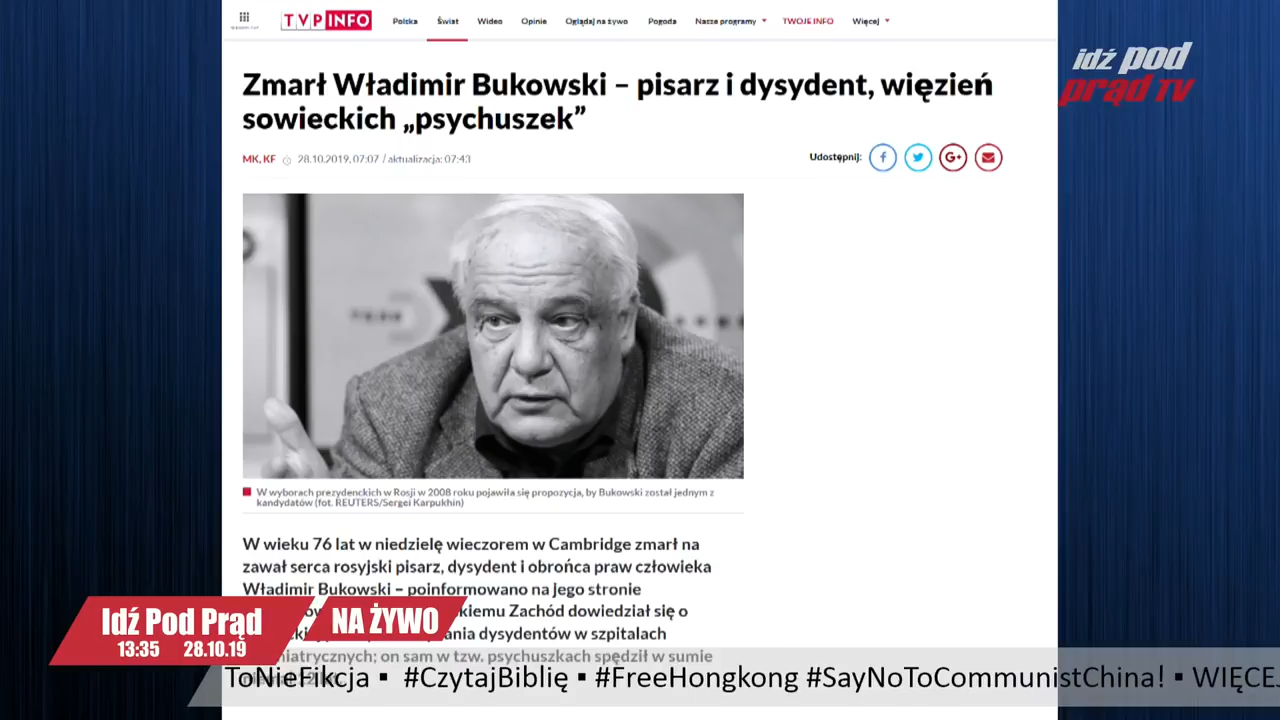 TVP INFO
Polska Świat Wideo Opinie Oglądaj na żywo Pogoda Nasze programy TWOJE INFO Więcej
idź pod
prąd TV
Zmarł Władimir Bukowski – pisarz i dysydent, więzień
sowieckich „psychuszek”
MK, KF 28.10.2019, 07:07 / aktualizacja: 07:43
Udostępnij:
W wyborach prezydenckich w Rosji w 2008 roku pojawiła się propozycja, by Bukowski został jednym z
kandydatów (fot. REUTERS/Sergei Karpukhin)
W wieku 76 lat w niedzielę wieczorem w Cambridge zmarł na
zawał serca rosyjski pisarz, dysydent i obrońca praw człowieka
Władimir Bukowski – poinformowano na jego stronie
kiemu Zachód dowiedział się o
ania dysydentów w szpitalach
niatrycznych; on sam w tzw. psychuszkach spędził w sumie
Idź Pod Prąd
NA ŻYWO
13:35 28.10.19
ToNieFikcja ▪ #CzytajBiblię ▪ #FreeHongkong #SayNoToCommunistChina! ▪ WIĘCEJ